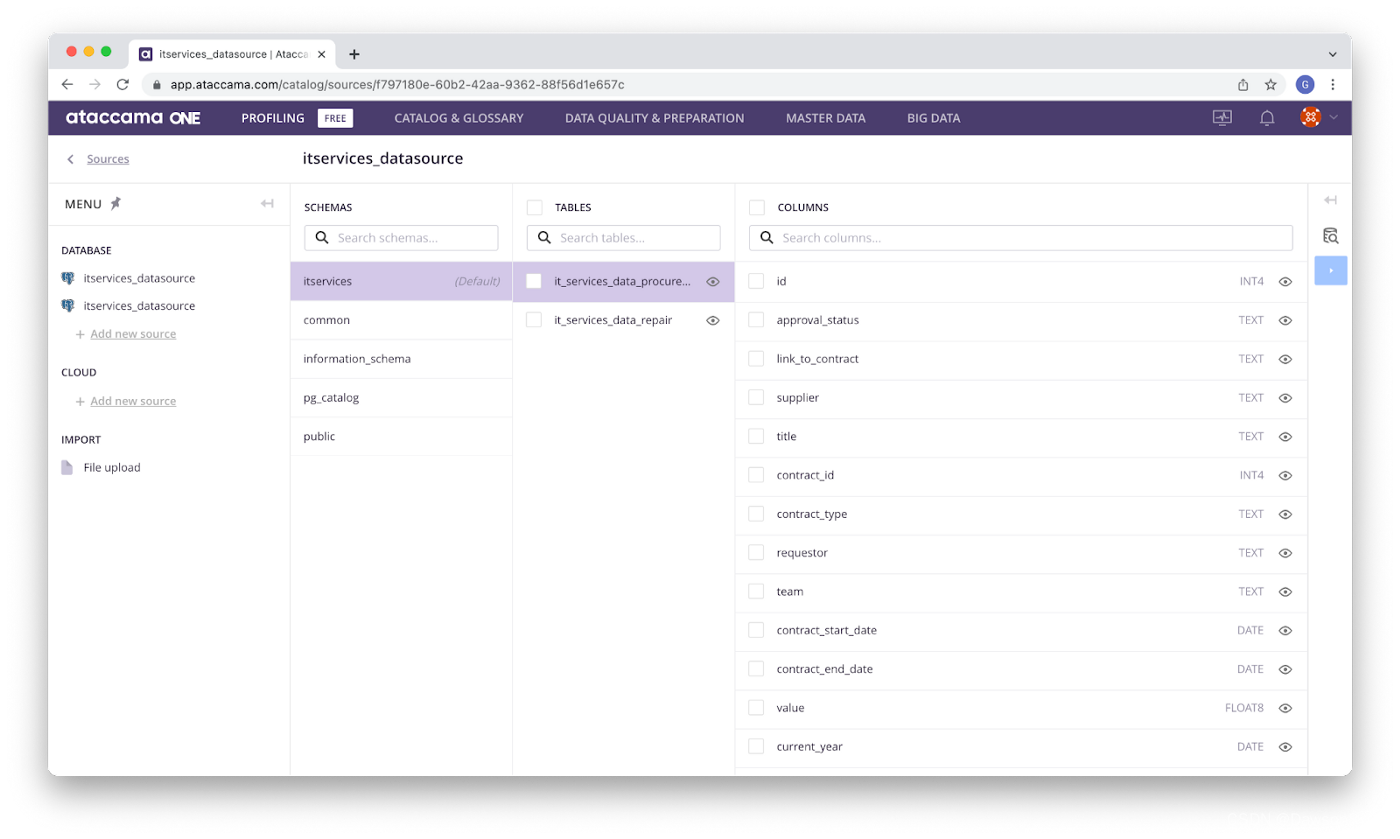 itservices_datasource | Atacca
app.ataccama.com/catalog/sources/f797180e-60b2-42aa-9362-88f56d1e657c
G
ataccama ONE
PROFILING FREE
CATALOG & GLOSSARY
DATA QUALITY & PREPARATION
MASTER DATA
BIG DATA
Sources
itservices_datasource
MENU
DATABASE
itservices_datasource
itservices_datasource
+ Add new source
CLOUD
+ Add new source
IMPORT
File upload
SCHEMAS
Search schemas...
itservices (Default)
common
information_schema
pg_catalog
public
TABLES
Search tables...
it_services_data_procure...
it_services_data_repair
COLUMNS
Search columns...
id INT4
approval_status TEXT
link_to_contract TEXT
supplier TEXT
title TEXT
contract_id INT4
contract_type TEXT
requestor TEXT
team TEXT
contract_start_date DATE
contract_end_date DATE
value FLOAT8
current_year DATE